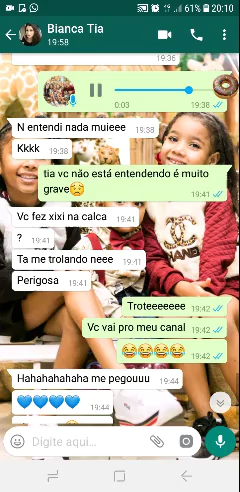 61% 20:10
Bianca Tia
19:58
19:36
0:03 19:38
N entendi nada muieee 19:38
Kkkk 19:38
tia vc não está entendendo é muito
grave😟 19:41
Vc fez xixi na calca 19:41
? 19:41
Ta me trolando neee 19:41
Perigosa 19:41
CHANEL
Troteeeeeee 19:42
Vc vai pro meu canal 19:42
😂😂😂😂 19:42
Hahahahahaha me pegouuu 19:44
💙💙💙💙 19:44
Digite aqui...